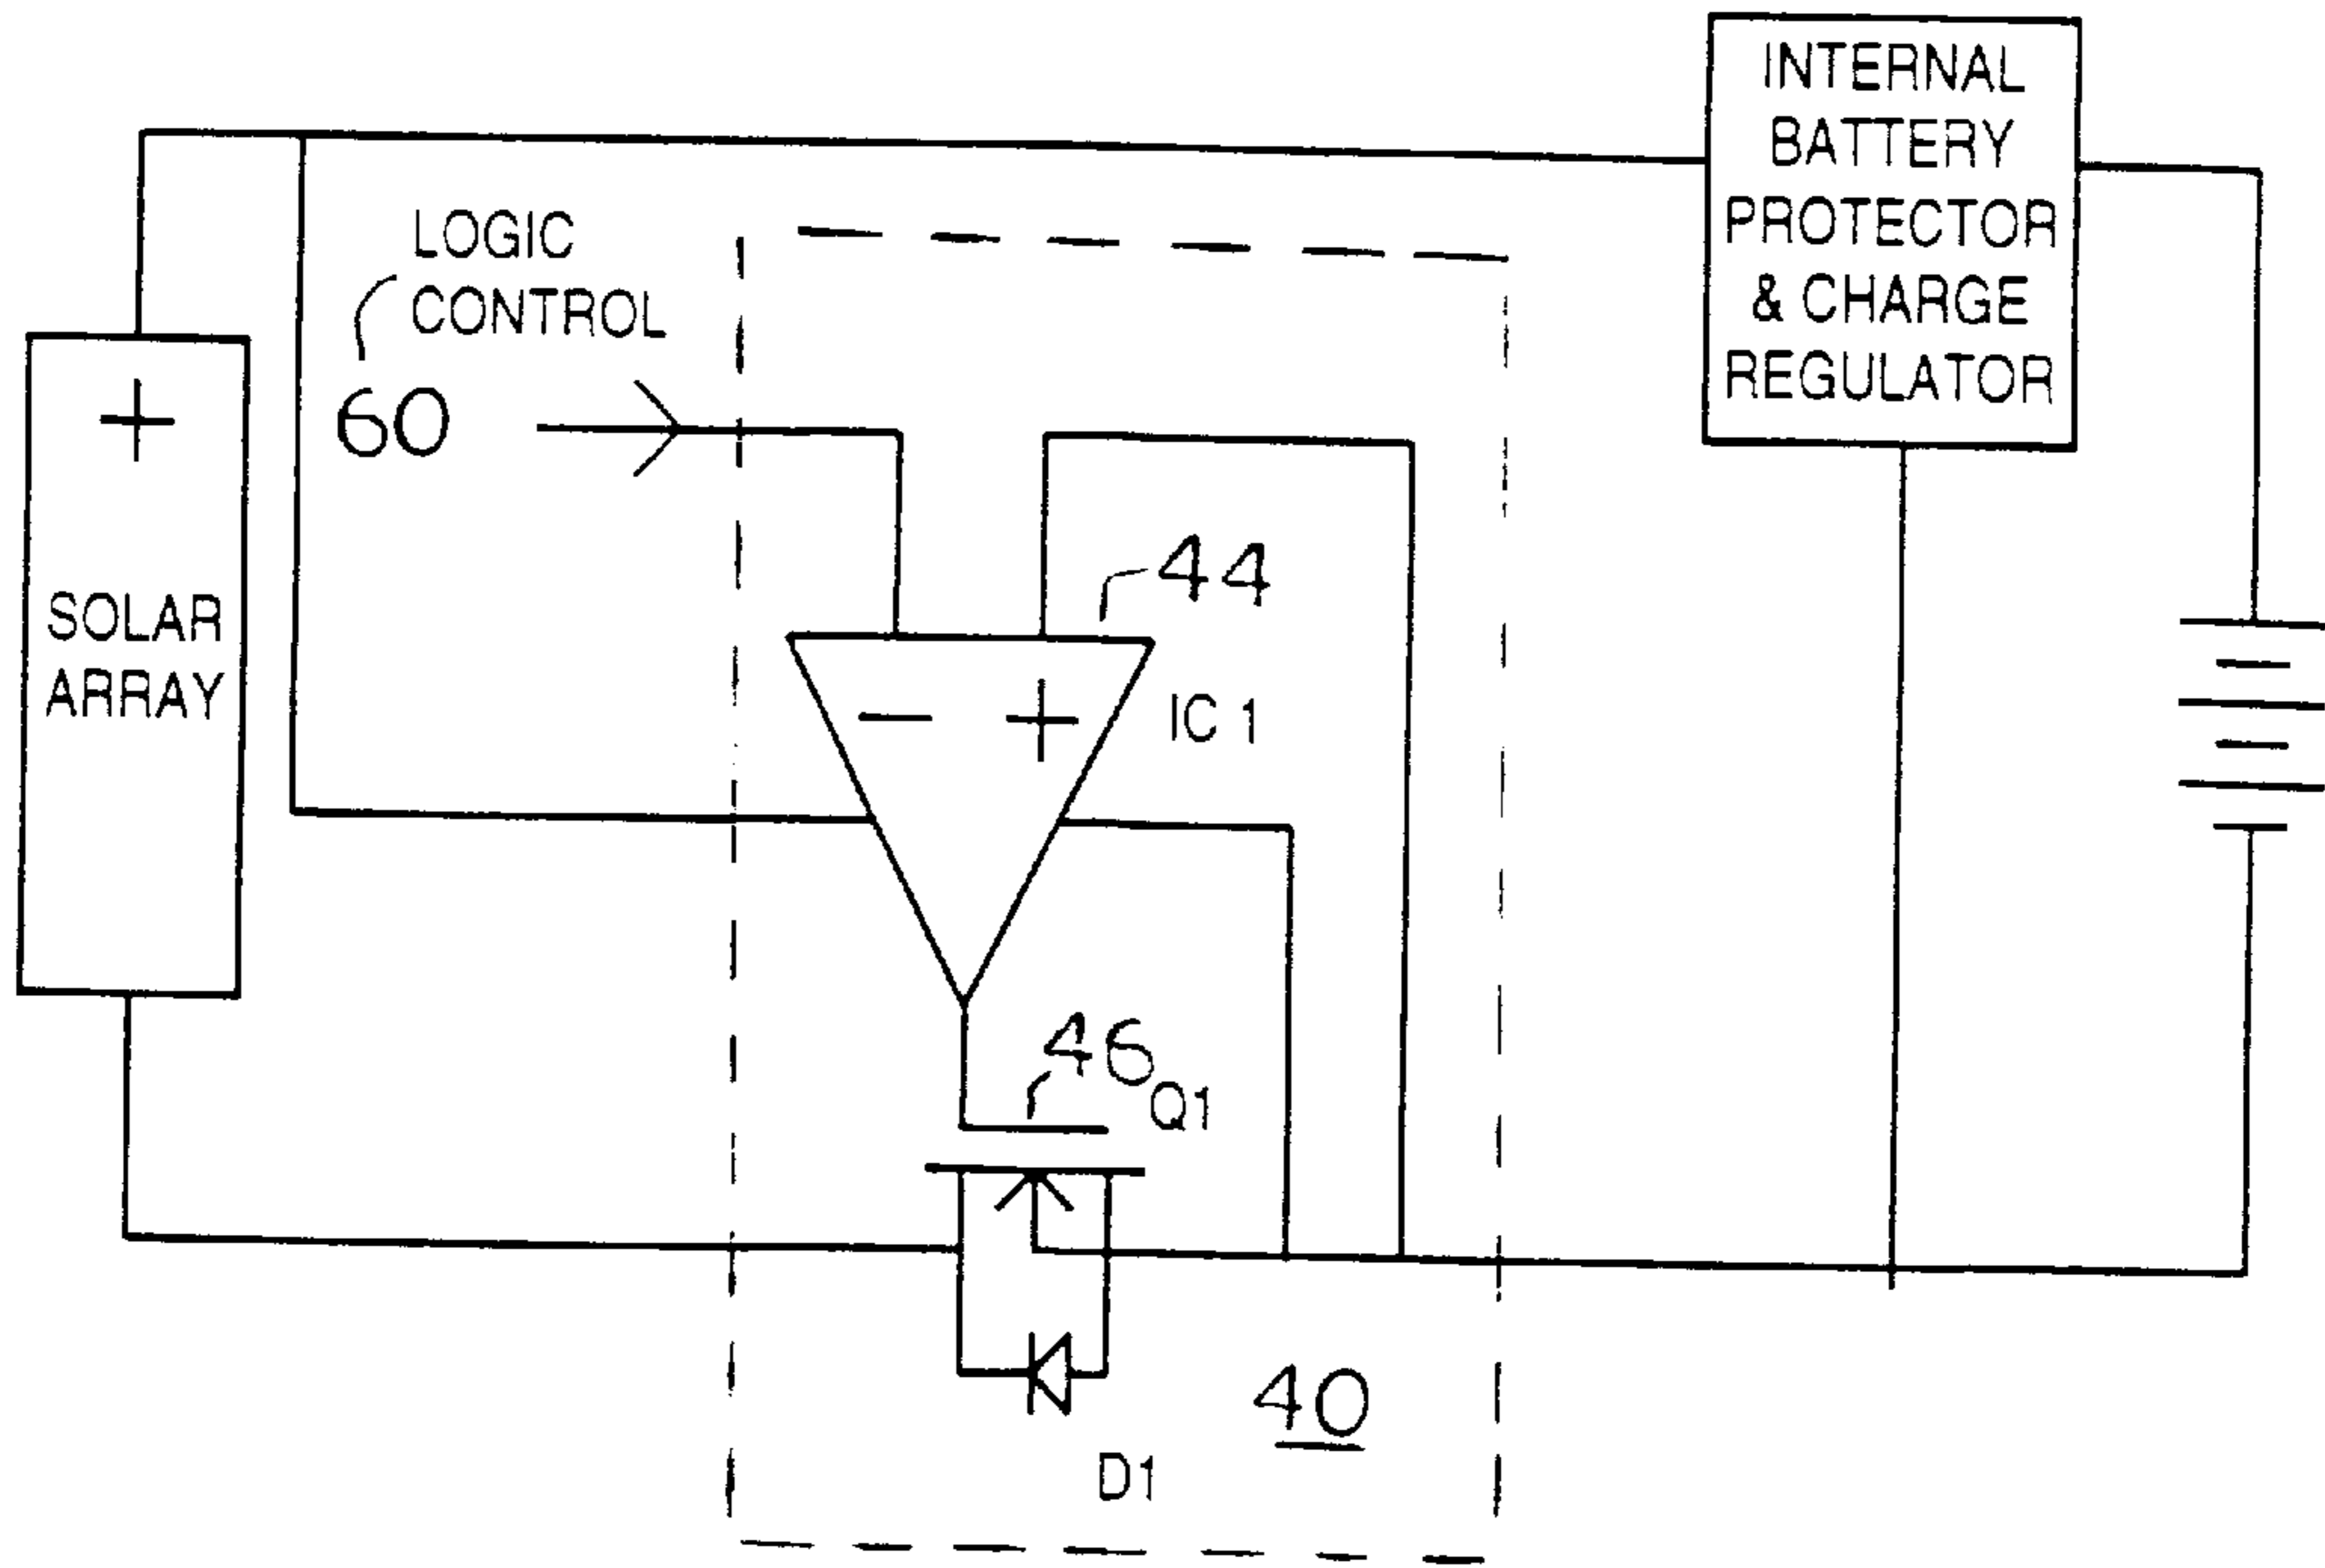 INTERNAL
BATTERY
PROTECTOR
& CHARGE
REGULATOR
LOGIC
CONTROL
60
+
SOLAR
ARRAY
44
− +
IC 1
46
Q1
40
D1